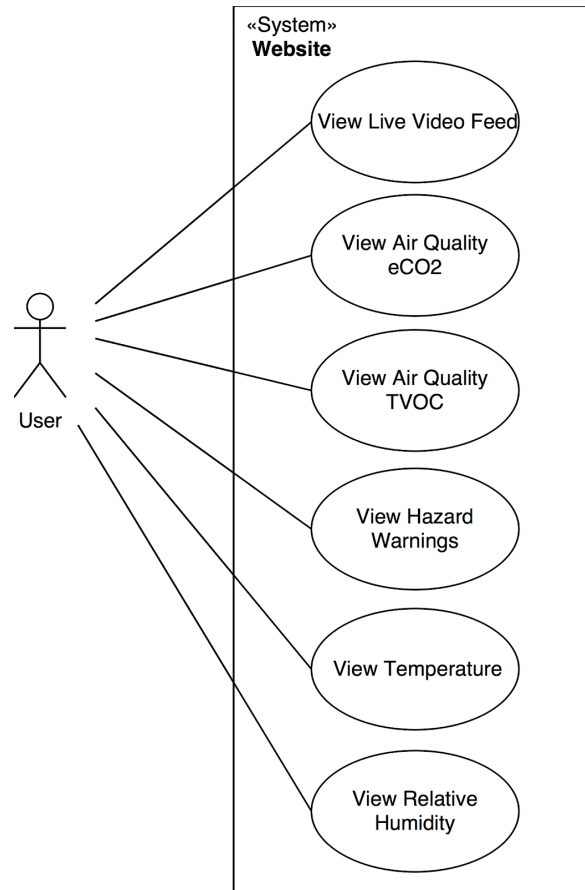 «System»
Website
View Live Video Feed
View Air Quality
eCO2
View Air Quality
TVOC
User
View Hazard
Warnings
View Temperature
View Relative
Humidity